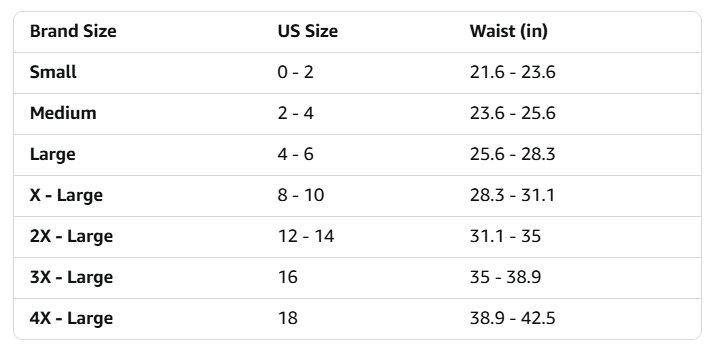 Brand Size US Size Waist (in)
Small 0 - 2 21.6 - 23.6
Medium 2 - 4 23.6 - 25.6
Large 4 - 6 25.6 - 28.3
X - Large 8 - 10 28.3 - 31.1
2X - Large 12 - 14 31.1 - 35
3X - Large 16 35 - 38.9
4X - Large 18 38.9 - 42.5